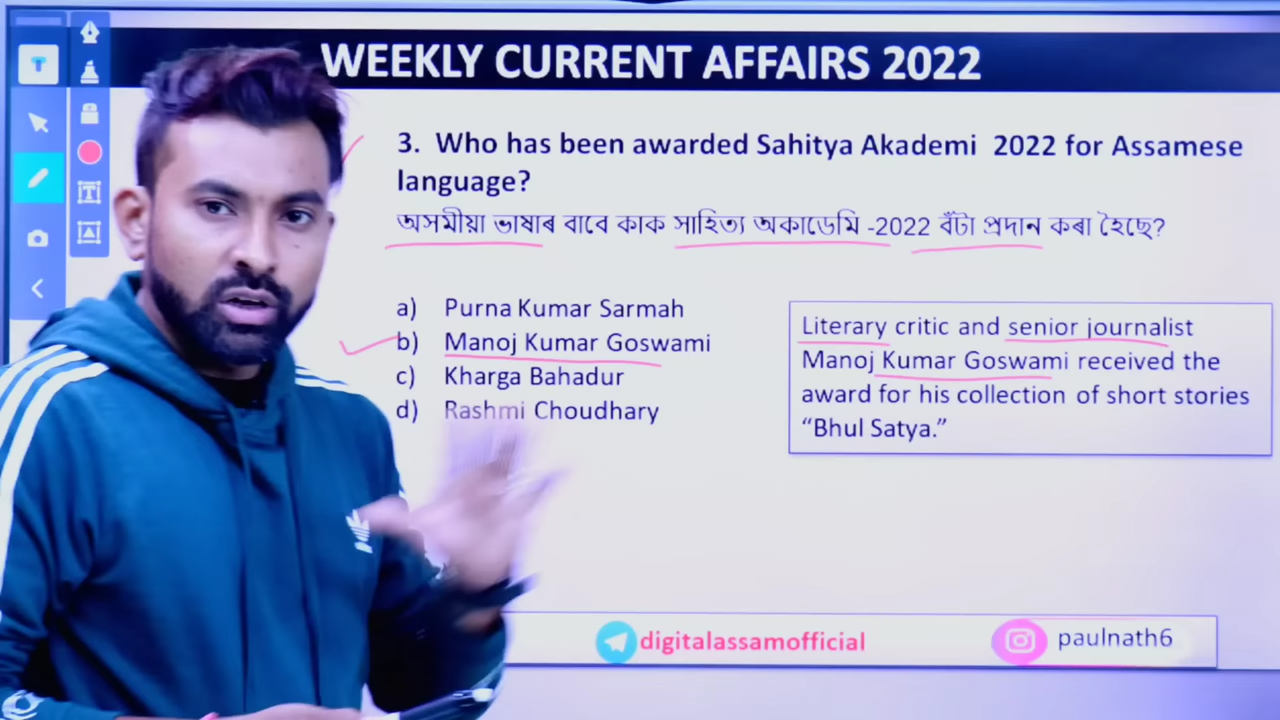 WEEKLY CURRENT AFFAIRS 2022
3. Who has been awarded Sahitya Akademi 2022 for Assamese
language?
অসমীয়া ভাষাৰ বাবে কাক সাহিত্য অকাডেমি -2022 বঁটা প্ৰদান কৰা হৈছে?
a) Purna Kumar Sarmah
b) Manoj Kumar Goswami
c) Kharga Bahadur
d) Rashmi Choudhary
Literary critic and senior journalist
Manoj Kumar Goswami received the
award for his collection of short stories
“Bhul Satya.”
digitalassamofficial
paulnath6